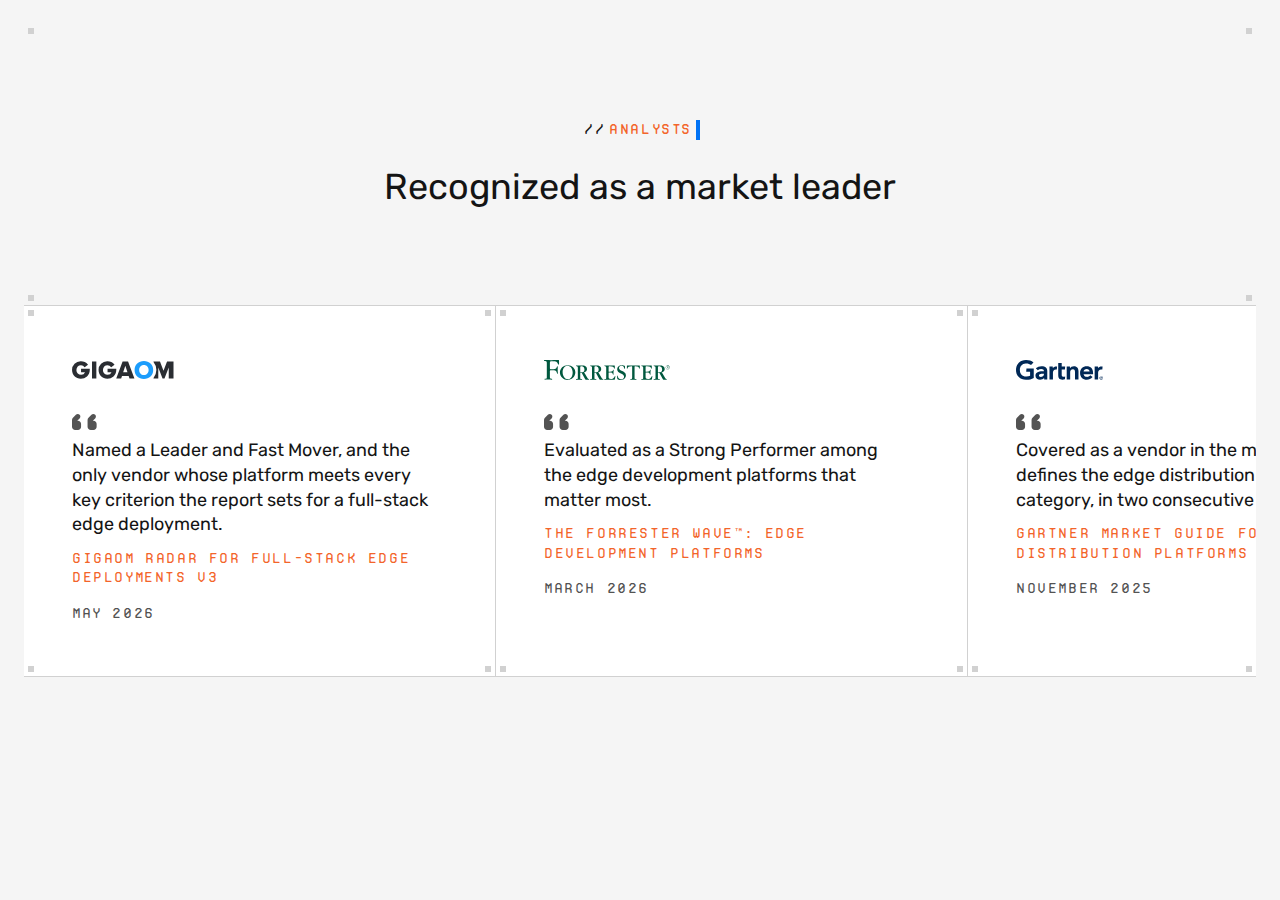 // ANALYSTS
Recognized as a market leader
GIGAOM
Named a Leader and Fast Mover, and the
only vendor whose platform meets every
key criterion the report sets for a full-stack
edge deployment.
GIGAOM RADAR FOR FULL-STACK EDGE
DEPLOYMENTS V3
MAY 2026
FORRESTER®
Evaluated as a Strong Performer among
the edge development platforms that
matter most.
THE FORRESTER WAVE™: EDGE
DEVELOPMENT PLATFORMS
MARCH 2026
Gartner®
Covered as a vendor in the
defines the edge distribution
category, in two consecutive
GARTNER MARKET GUIDE
DISTRIBUTION PLATFORMS
NOVEMBER 2025